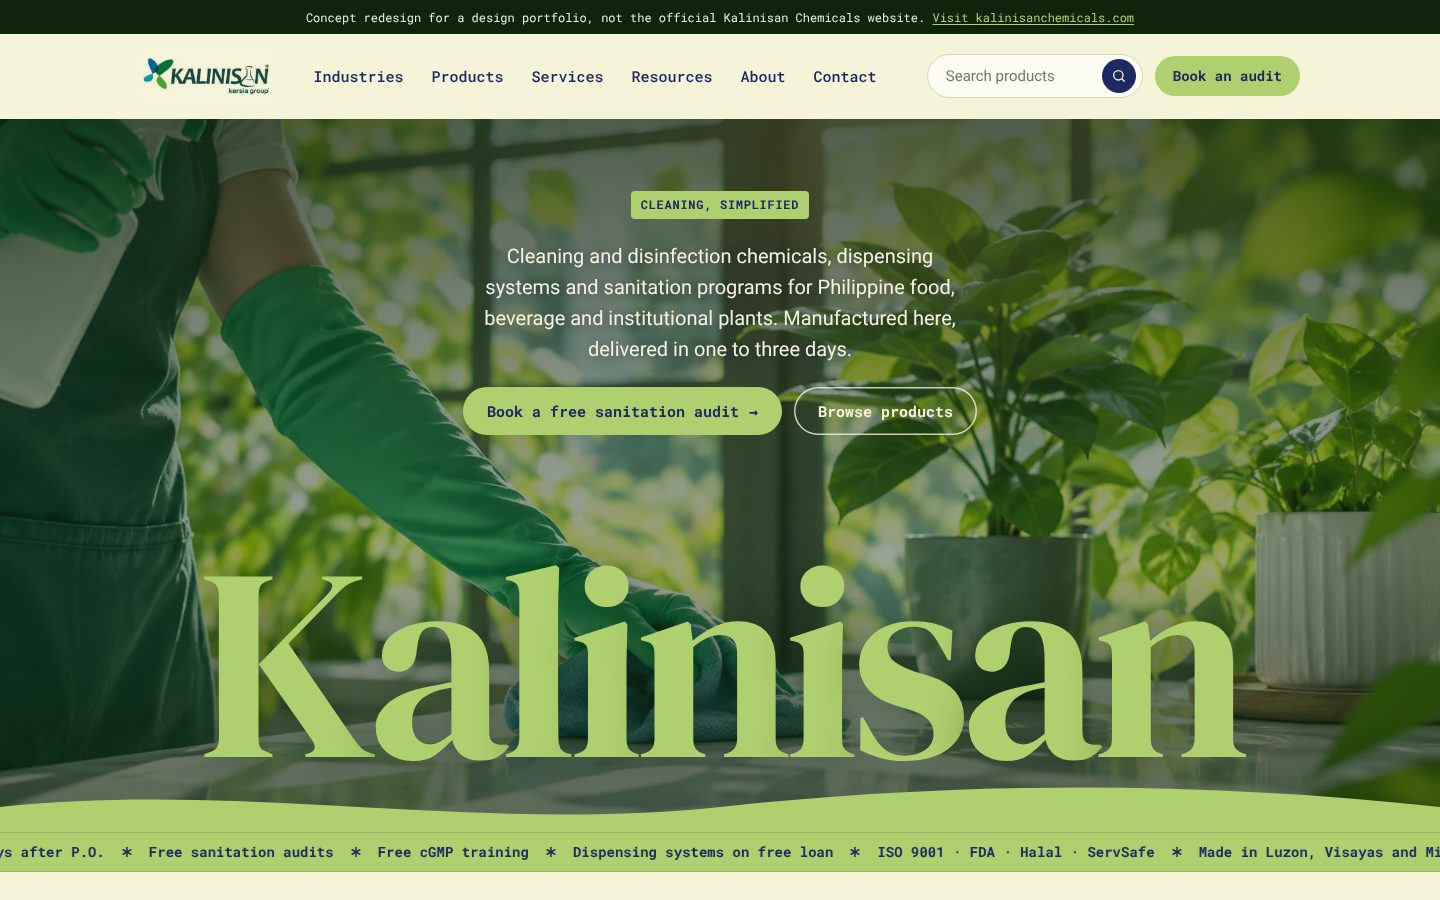 Concept redesign for a design portfolio, not the official Kalinisan Chemicals website. Visit kalinisanchemicals.com
KALINISAN
kersia group
Industries Products Services Resources About Contact
Search products
Book an audit
CLEANING, SIMPLIFIED
Cleaning and disinfection chemicals, dispensing
systems and sanitation programs for Philippine food,
beverage and institutional plants. Manufactured here,
delivered in one to three days.
Book a free sanitation audit →
Browse products
Kalinisan
ys after P.O. * Free sanitation audits * Free cGMP training * Dispensing systems on free loan * ISO 9001 · FDA · Halal · ServSafe * Made in Luzon, Visayas and Mi